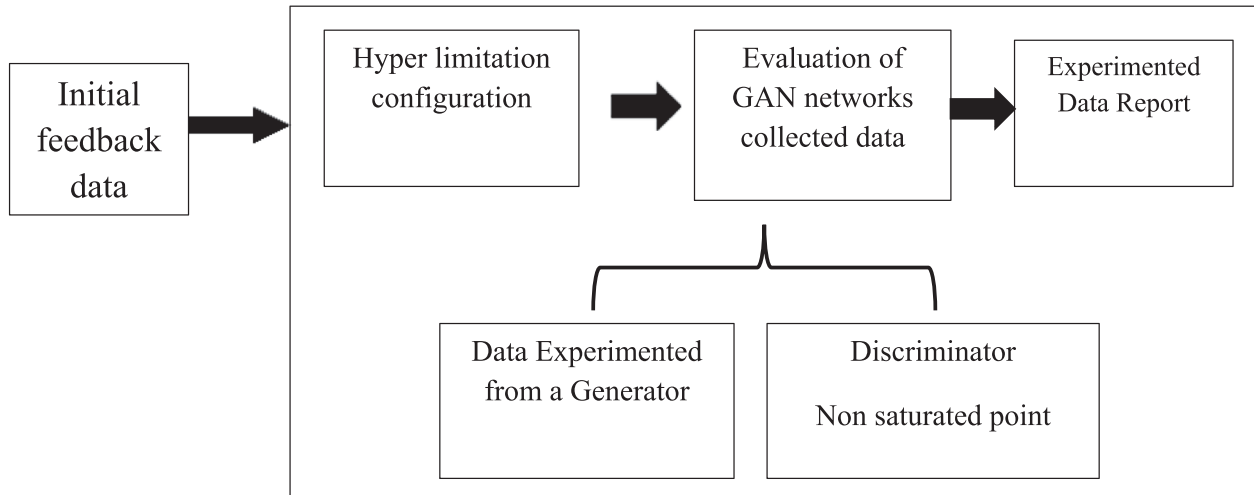 Initial
feedback
data
Hyper limitation
configuration
Evaluation of
GAN networks
collected data
Experimented
Data Report
Data Experimented
from a Generator
Discriminator
Non saturated point